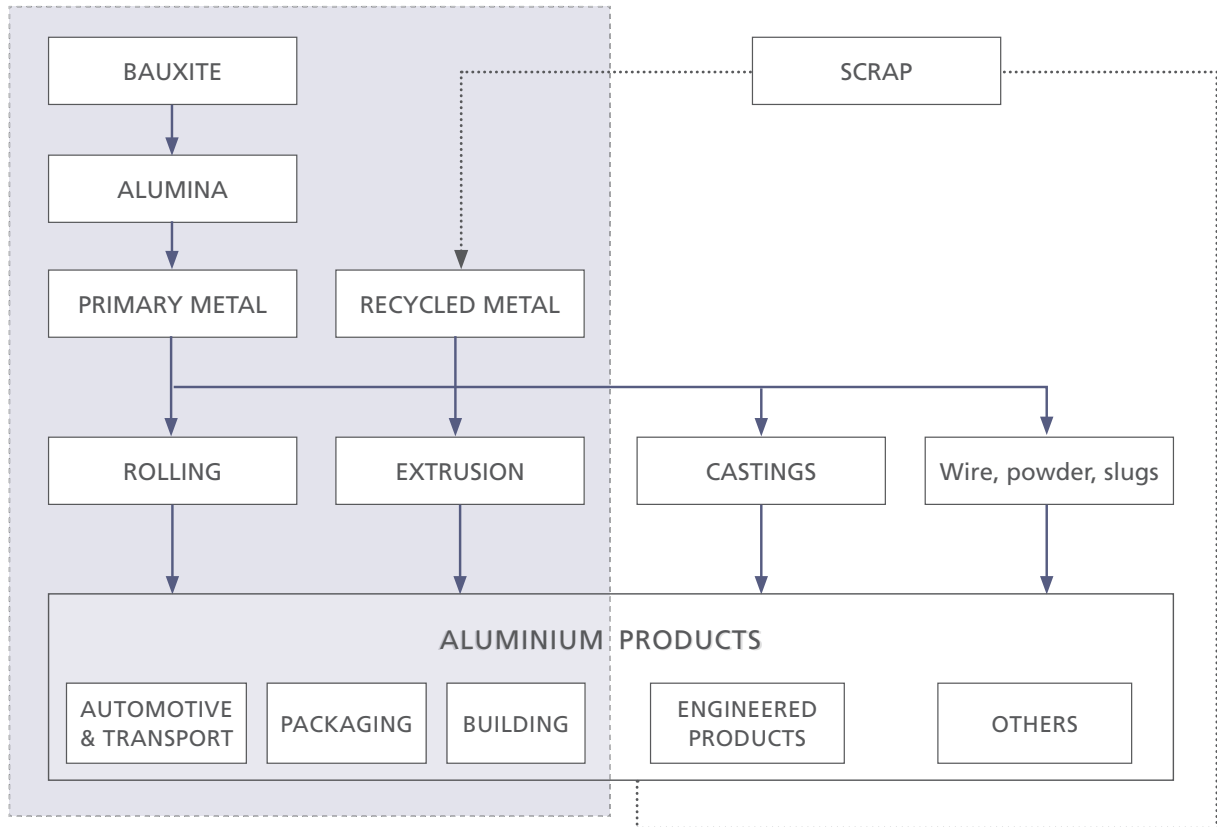 BAUXITE
SCRAP
ALUMINA
PRIMARY METAL
RECYCLED METAL
ROLLING
EXTRUSION
CASTINGS
Wire, powder, slugs
ALUMINIUM PRODUCTS
AUTOMOTIVE
& TRANSPORT
PACKAGING
BUILDING
ENGINEERED
PRODUCTS
OTHERS